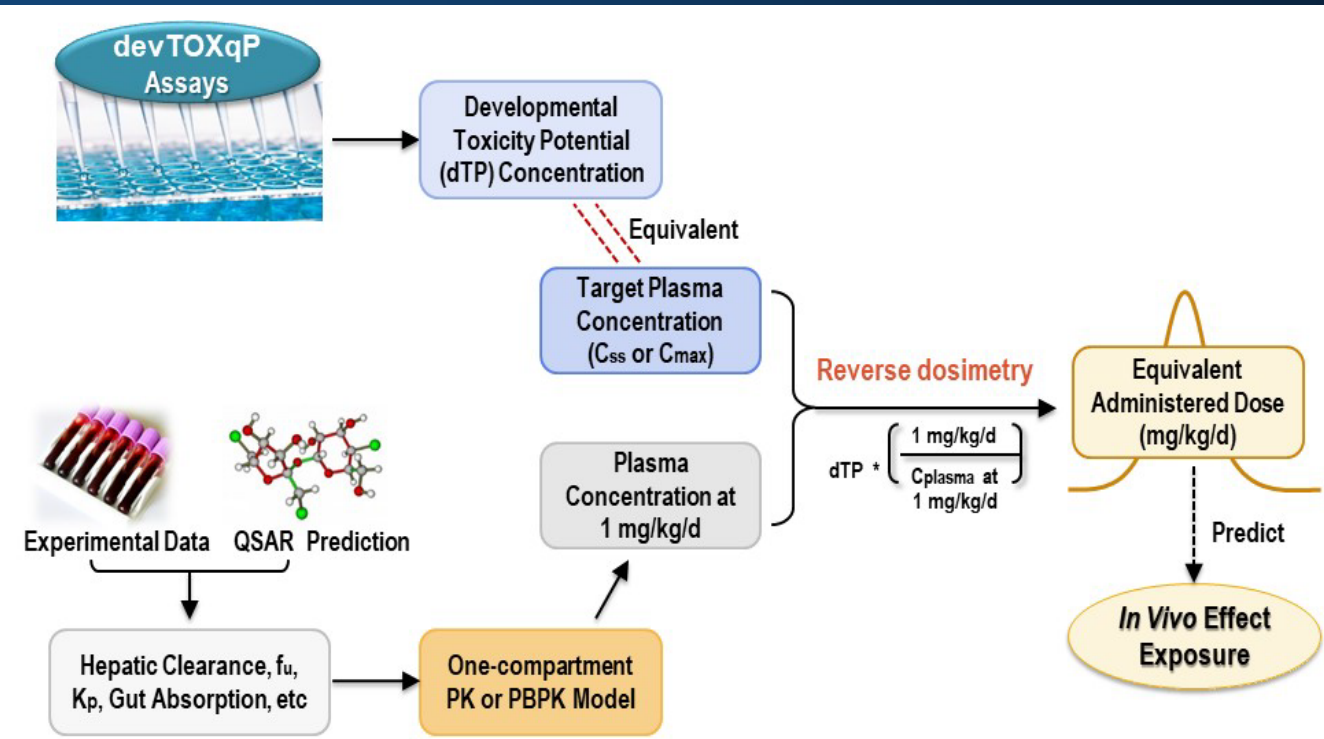 devTOXqP
Assays
Developmental
Toxicity Potential
(dTP) Concentration
Equivalent
Target Plasma
Concentration
(Css or Cmax)
Reverse dosimetry
dTP * ( 1 mg/kg/d
Cplasma at
1 mg/kg/d )
Equivalent
Administered Dose
(mg/kg/d)
Plasma
Concentration at
1 mg/kg/d
Experimental Data
QSAR Prediction
Predict
In Vivo Effect
Exposure
Hepatic Clearance, fu,
Kp, Gut Absorption, etc
One-compartment
PK or PBPK Model